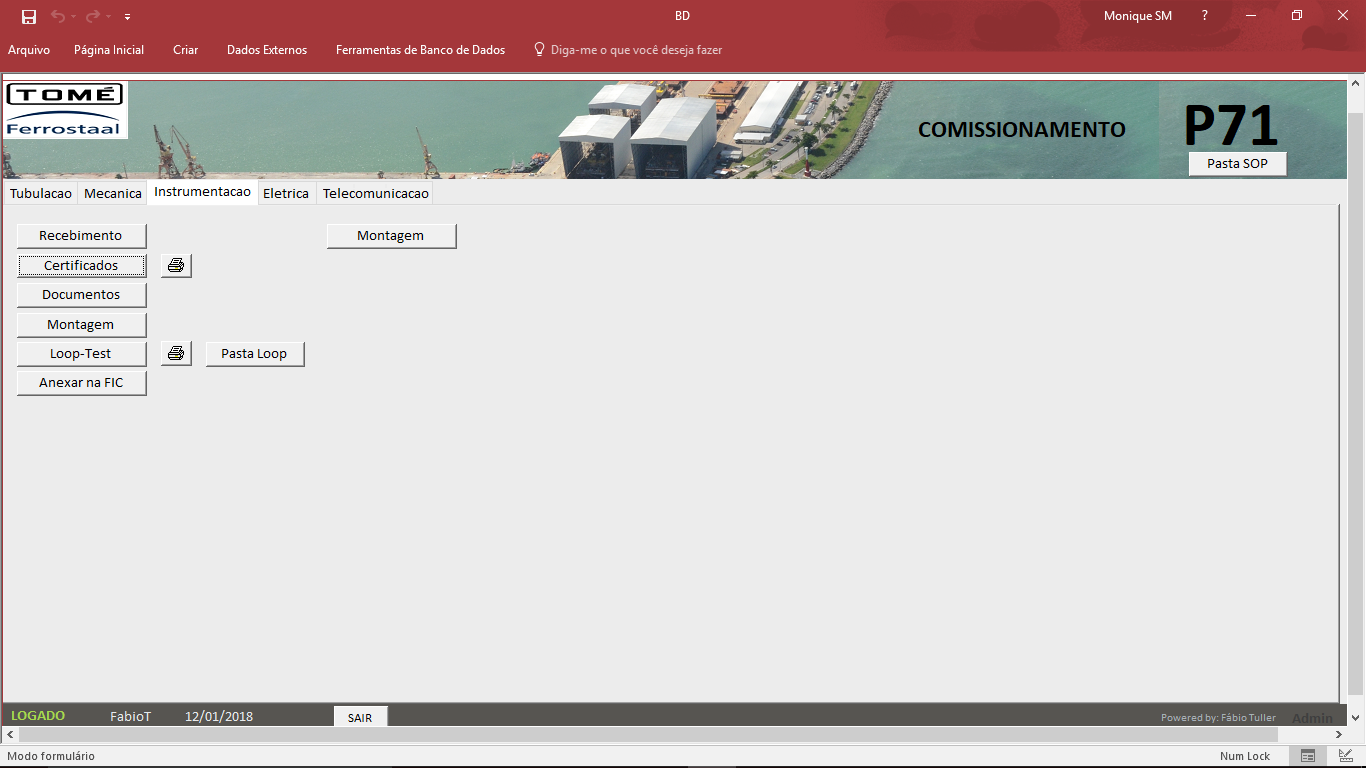 BD
Monique SM ?
Arquivo Página Inicial Criar Dados Externos Ferramentas de Banco de Dados Diga-me o que você deseja fazer
TOMÉ
Ferrostaal
COMISSIONAMENTO
P71
Pasta SOP
Tubulacao Mecanica Instrumentacao Eletrica Telecomunicacao
Recebimento Montagem
Certificados
Documentos
Montagem
Loop-Test Pasta Loop
Anexar na FIC
LOGADO FabioT 12/01/2018 SAIR Powered by: Fábio Tuller Admin
Modo formulário Num Lock